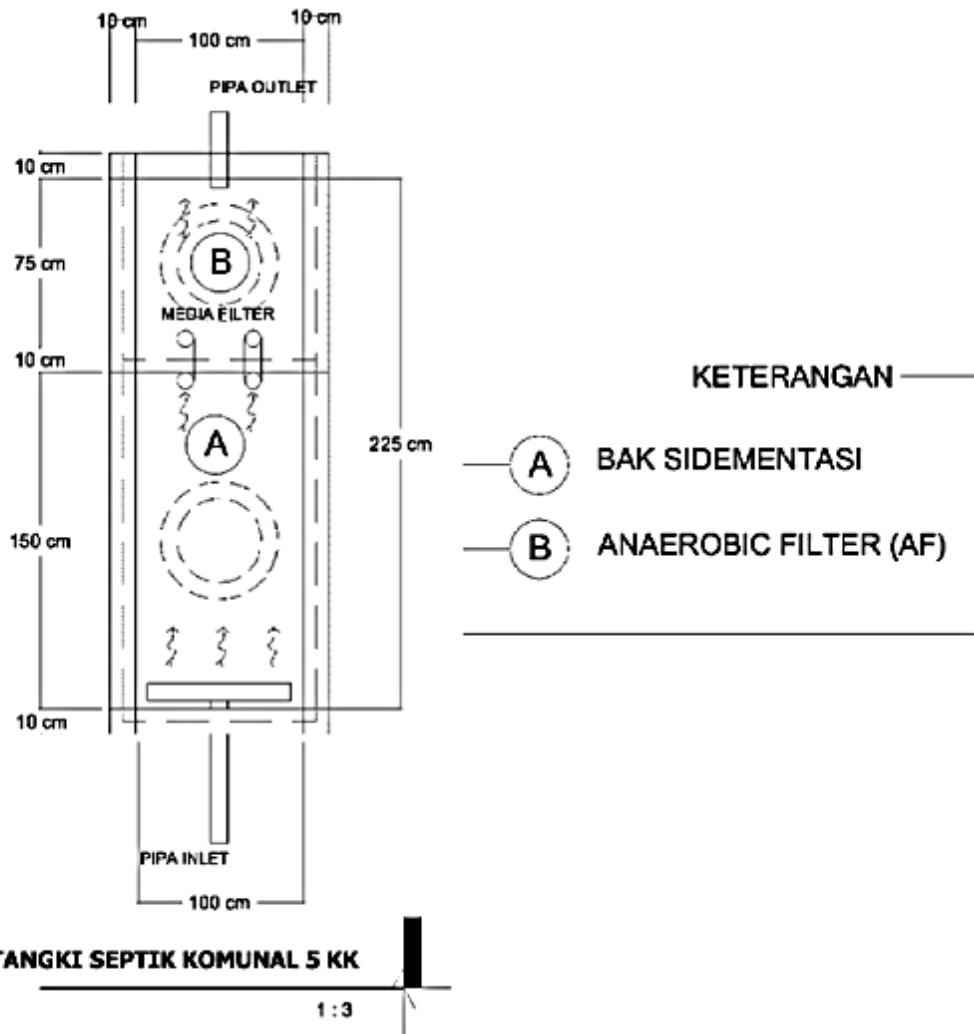 10 cm
10 cm
100 cm
PIPA OUTLET
10 cm
75 cm
B
MEDIA FILTER
10 cm
A
225 cm
150 cm
10 cm
PIPA INLET
100 cm
TANGKI SEPTIK KOMUNAL 5 KK
1 : 3
KETERANGAN
A BAK SIDEMENTASI
B ANAEROBIC FILTER (AF)